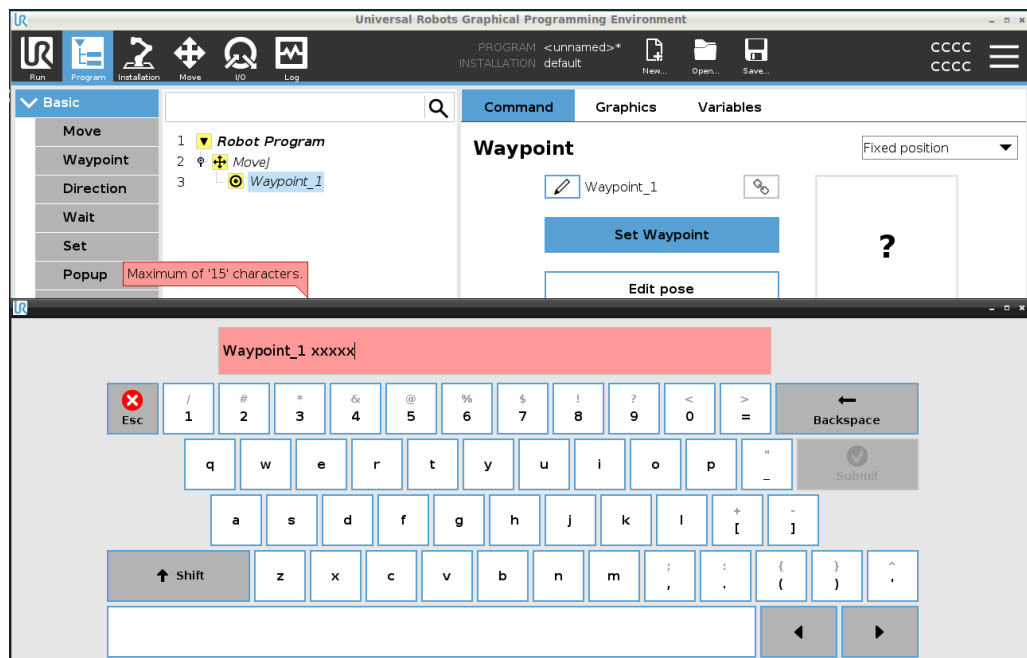 Universal Robots Graphical Programming Environment
PROGRAM <unnamed>*
INSTALLATION default
Run Program Installation Move I/O Log New... Open... Save... CCCC
CCCC
Basic
Move
Waypoint
Direction
Wait
Set
Popup
1 Robot Program
2 MoveJ
3 Waypoint_1
Maximum of '15' characters.
Command Graphics Variables
Waypoint
Fixed position
Waypoint_1
Set Waypoint
?
Edit pose
Waypoint_1 xxxxx
Esc
/ 1 # 2 * 3 & 4 @ 5 % 6 $ 7 ! 8 ? 9 < 0 > =
Backspace
q w e r t y u i o p " _
Submit
a s d f g h j k l + [ - ]
Shift z x c v b n m ; , : . { ( } ) ^ '